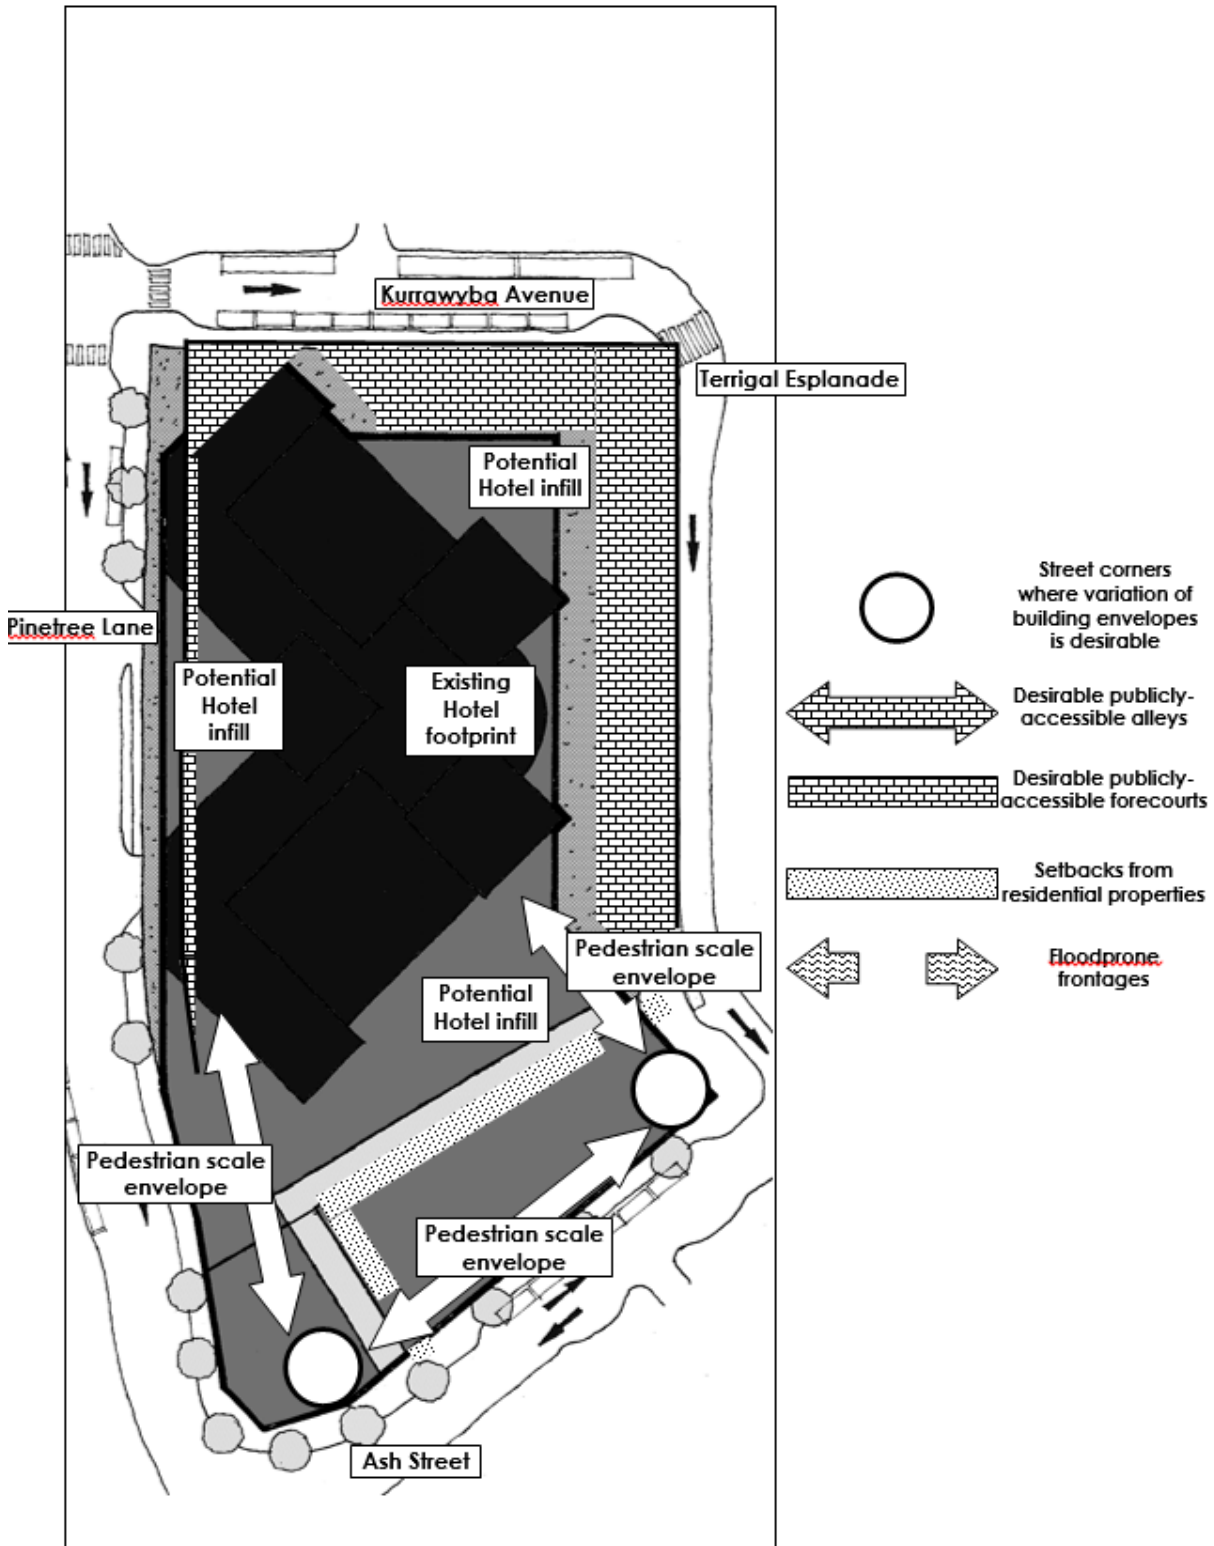 Kurrawyba Avenue
Terrigal Esplanade
Potential
Hotel infill
Street corners
where variation of
building envelopes
is desirable
Pinetree Lane
Potential
Hotel
infill
Existing
Hotel
footprint
Desirable publicly-
accessible alleys
Desirable publicly-
accessible forecourts
Setbacks from
residential properties
Pedestrian scale
envelope
Floodprone
frontages
Potential
Hotel infill
Pedestrian scale
envelope
Pedestrian scale
envelope
Ash Street